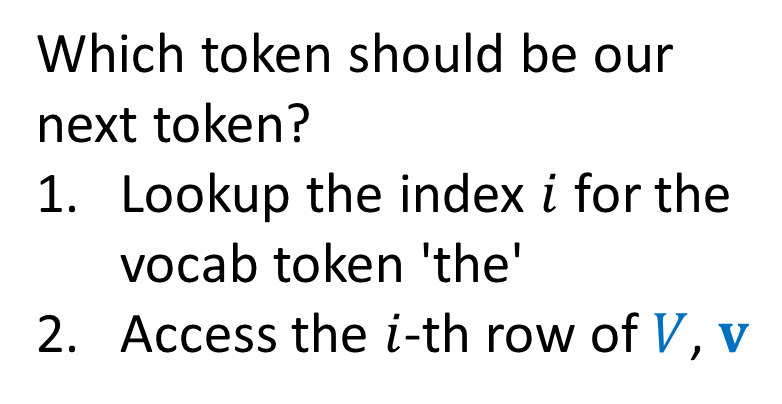 Which token should be our
next token?
1. Lookup the index i for the
vocab token 'the'
2. Access the i-th row of V, v